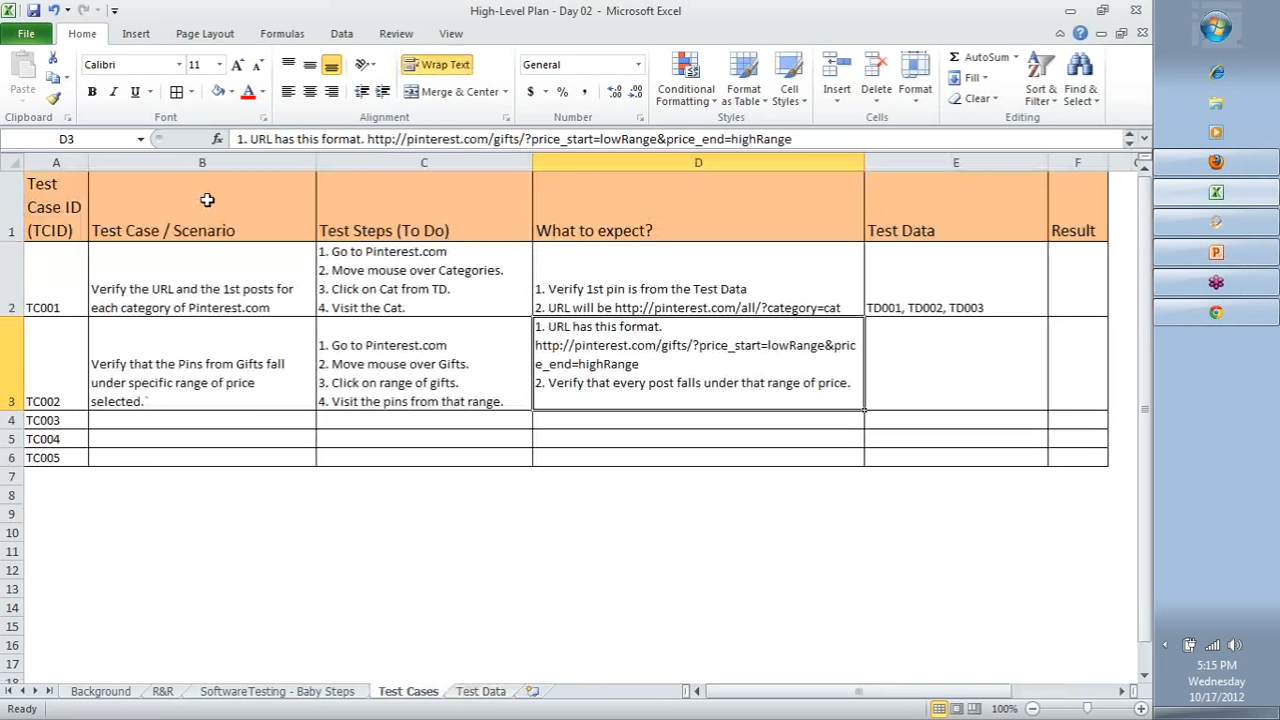 High-Level Plan - Day 02 - Microsoft Excel
File Home Insert Page Layout Formulas Data Review View
Paste
Calibri 11
B I U
Wrap Text
Merge & Center
General
$ % ,
Conditional Formatting
Format as Table
Cell Styles
Insert Delete Format
AutoSum
Fill
Clear
Sort & Filter
Find & Select
Clipboard Font Alignment Number Styles Cells Editing
D3 fx 1. URL has this format. http://pinterest.com/gifts/?price_start=lowRange&price_end=highRange
A B C D E F
1
Test
Case ID
(TCID)
Test Case / Scenario
Test Steps (To Do)
What to expect?
Test Data
Result
2
TC001
Verify the URL and the 1st posts for
each category of Pinterest.com
1. Go to Pinterest.com
2. Move mouse over Categories.
3. Click on Cat from TD.
4. Visit the Cat.
1. Verify 1st pin is from the Test Data
2. URL will be http://pinterest.com/all/?category=cat
TD001, TD002, TD003
3
TC002
Verify that the Pins from Gifts fall
under specific range of price
selected.`
1. Go to Pinterest.com
2. Move mouse over Gifts.
3. Click on range of gifts.
4. Visit the pins from that range.
1. URL has this format.
http://pinterest.com/gifts/?price_start=lowRange&pric
e_end=highRange
2. Verify that every post falls under that range of price.
4 TC003
5 TC004
6 TC005
7
8
9
10
11
12
13
14
15
16
17
Background R&R SoftwareTesting - Baby Steps Test Cases Test Data
Ready
100%
5:15 PM
Wednesday
10/17/2012